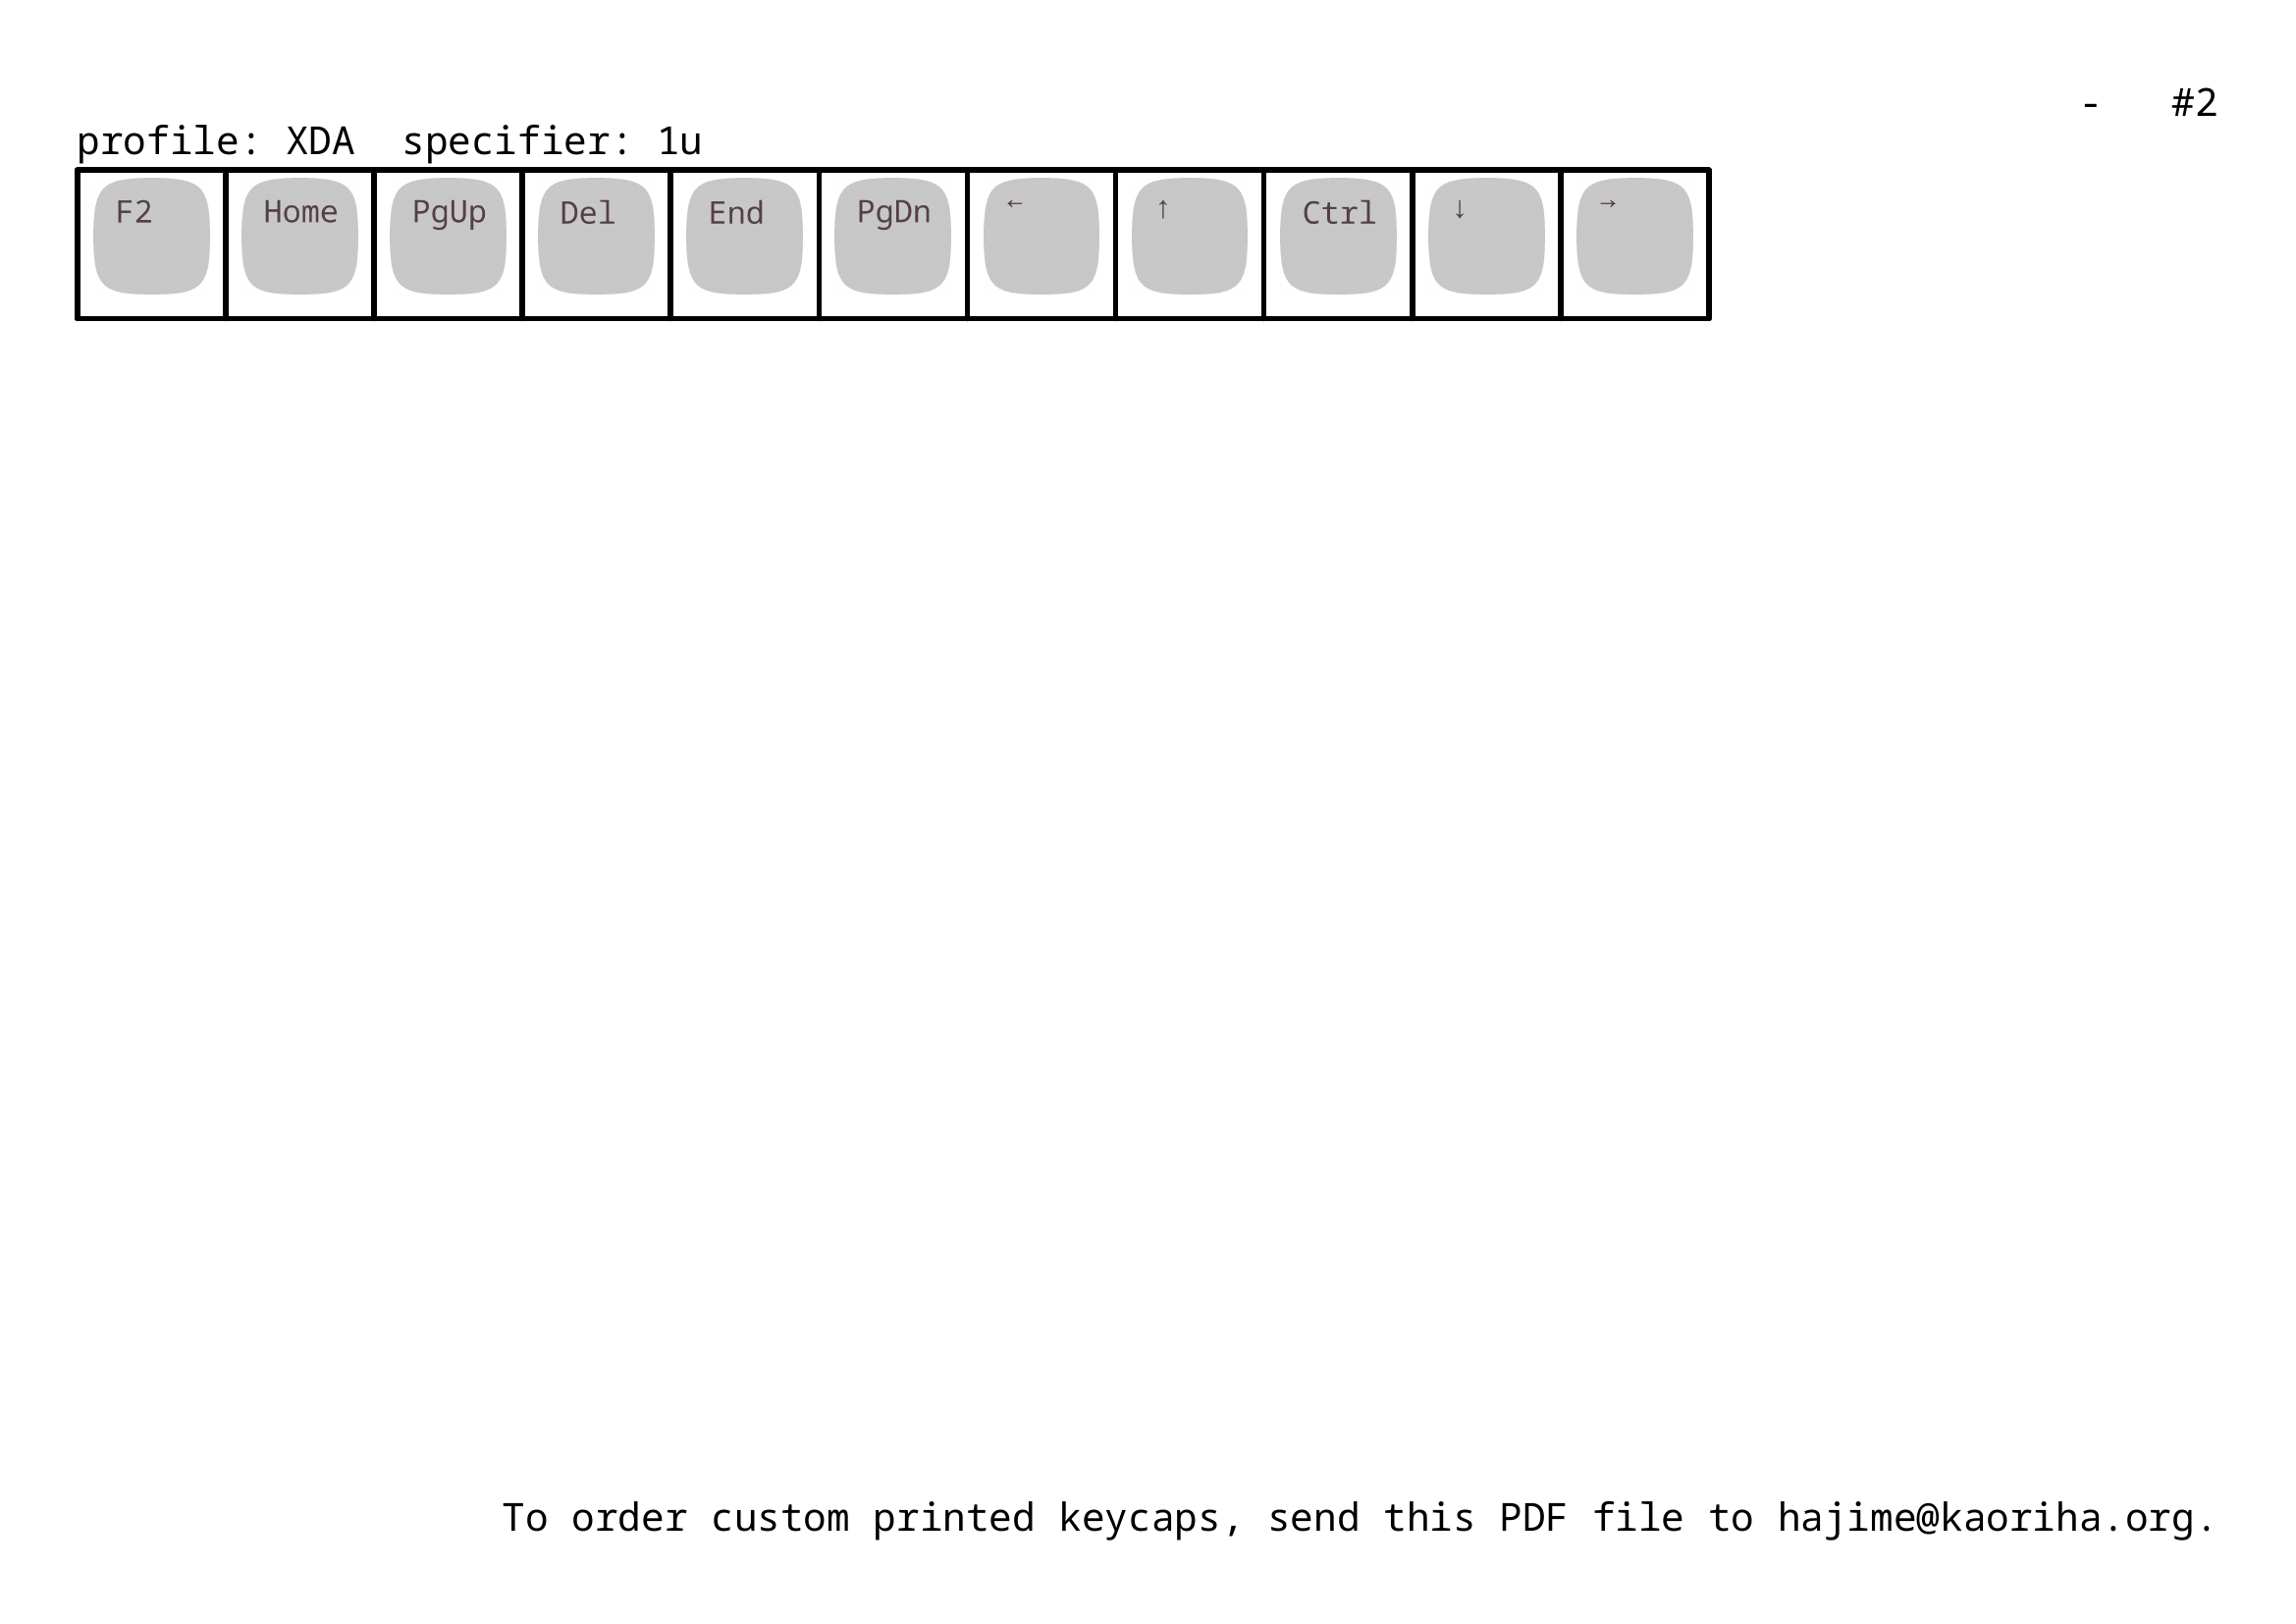 - #2
profile: XDA specifier: 1u
F2 Home PgUp Del End PgDn ← ↑ Ctrl ↓ →
To order custom printed keycaps, send this PDF file to hajime@kaoriha.org.